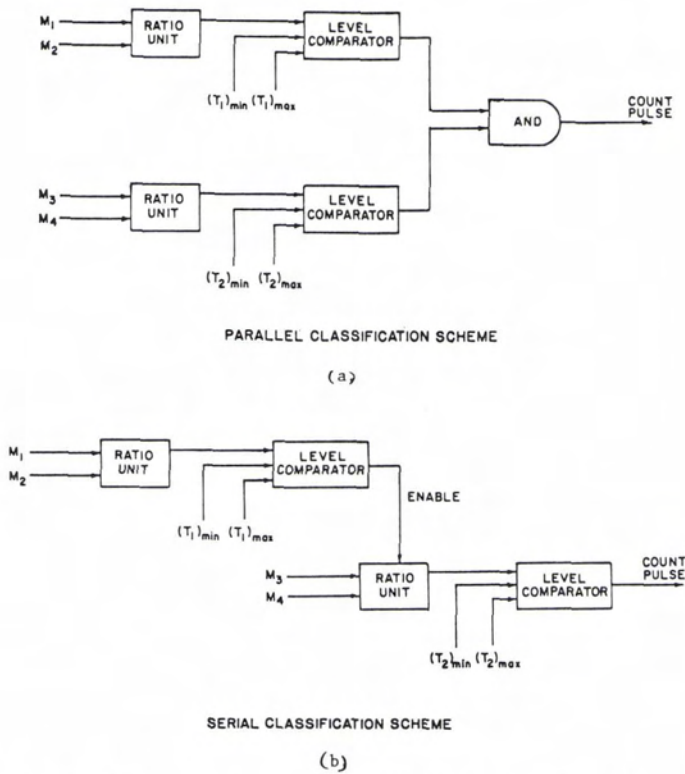 M₁
M₂
RATIO UNIT
LEVEL COMPARATOR
(T₁)min (T₁)max
AND
COUNT PULSE
M₃
M₄
RATIO UNIT
LEVEL COMPARATOR
(T₂)min (T₂)max
PARALLEL CLASSIFICATION SCHEME
(a)
M₁
M₂
RATIO UNIT
LEVEL COMPARATOR
(T₁)min (T₁)max
ENABLE
M₃
M₄
RATIO UNIT
LEVEL COMPARATOR
COUNT PULSE
(T₂)min (T₂)max
SERIAL CLASSIFICATION SCHEME
(b)